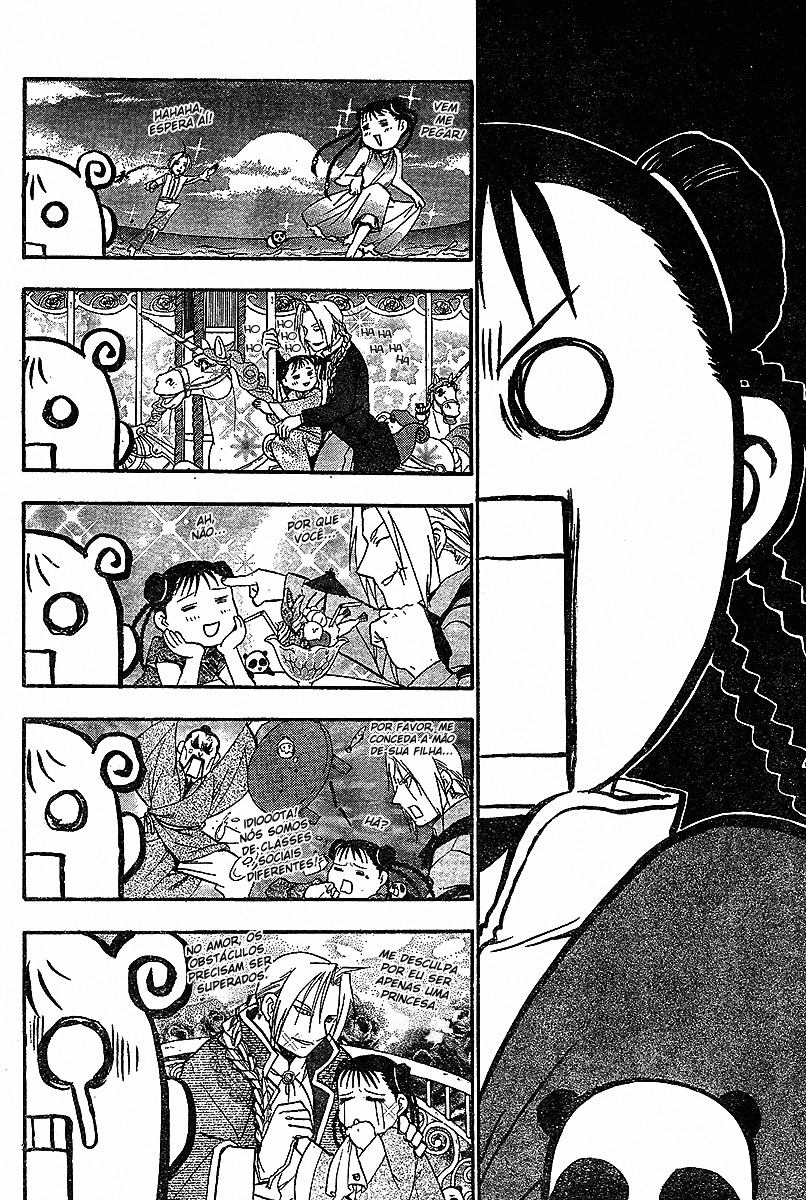 VEM
ME
PEGAR!
HAHAHA,
ESPERA AÍ!
HA HA
HA, HA
HA
HO
HO
HO
HO
HO
POR QUE
VOCÊ...
AH,
NÃO...
POR FAVOR, ME
CONCEDA A MÃO
DE SUA FILHA...
HÃ?
IDIOOOTA!
NÓS SOMOS
DE CLASSES
SOCIAIS
DIFERENTES!?
ME DESCULPA
POR EU SER
APENAS UMA
PRINCESA
NO AMOR, OS
OBSTÁCULOS
PRECISAM SER
SUPERADOS